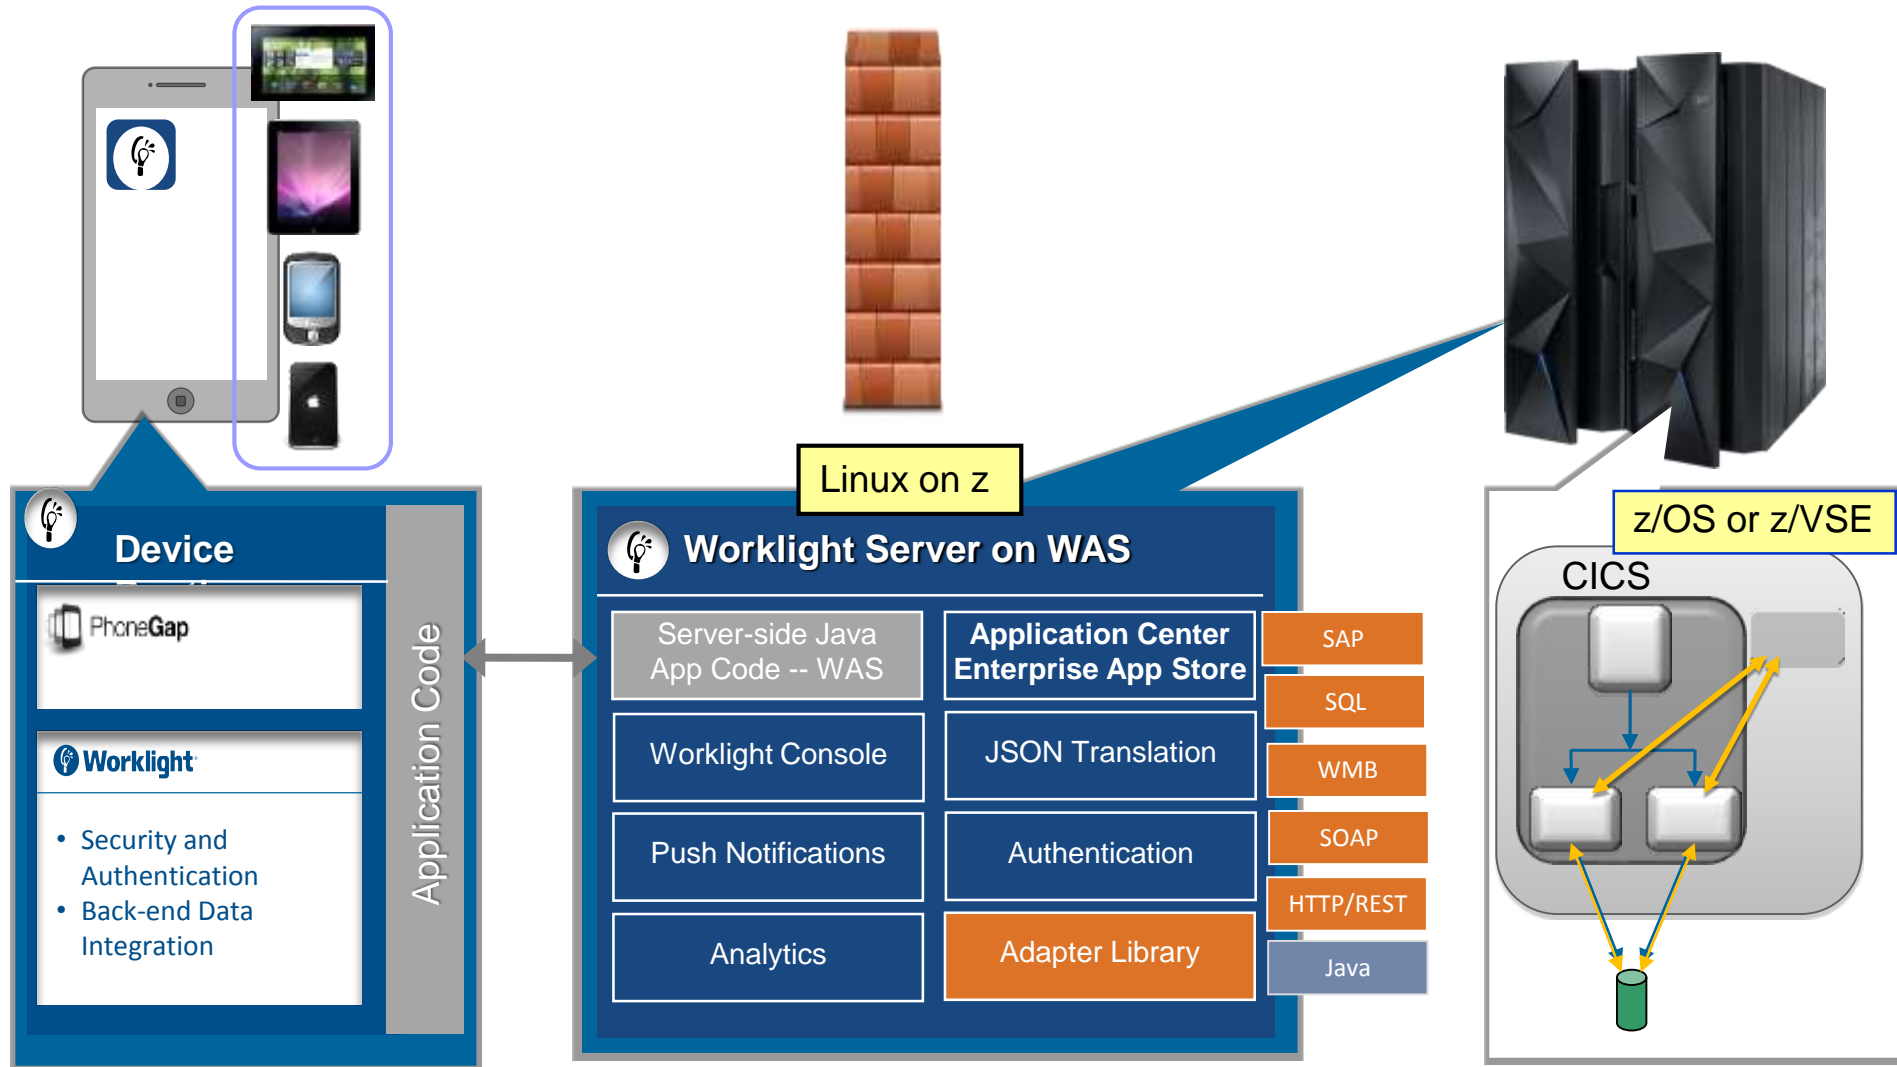 Linux on z
z/OS or z/VSE
Device
PhoneGap
Worklight
• Security and
Authentication
• Back-end Data
Integration
Application Code
Worklight Server on WAS
Server-side Java
App Code -- WAS
Application Center
Enterprise App Store
Worklight Console
JSON Translation
Push Notifications
Authentication
Analytics
Adapter Library
SAP
SQL
WMB
SOAP
HTTP/REST
Java
CICS